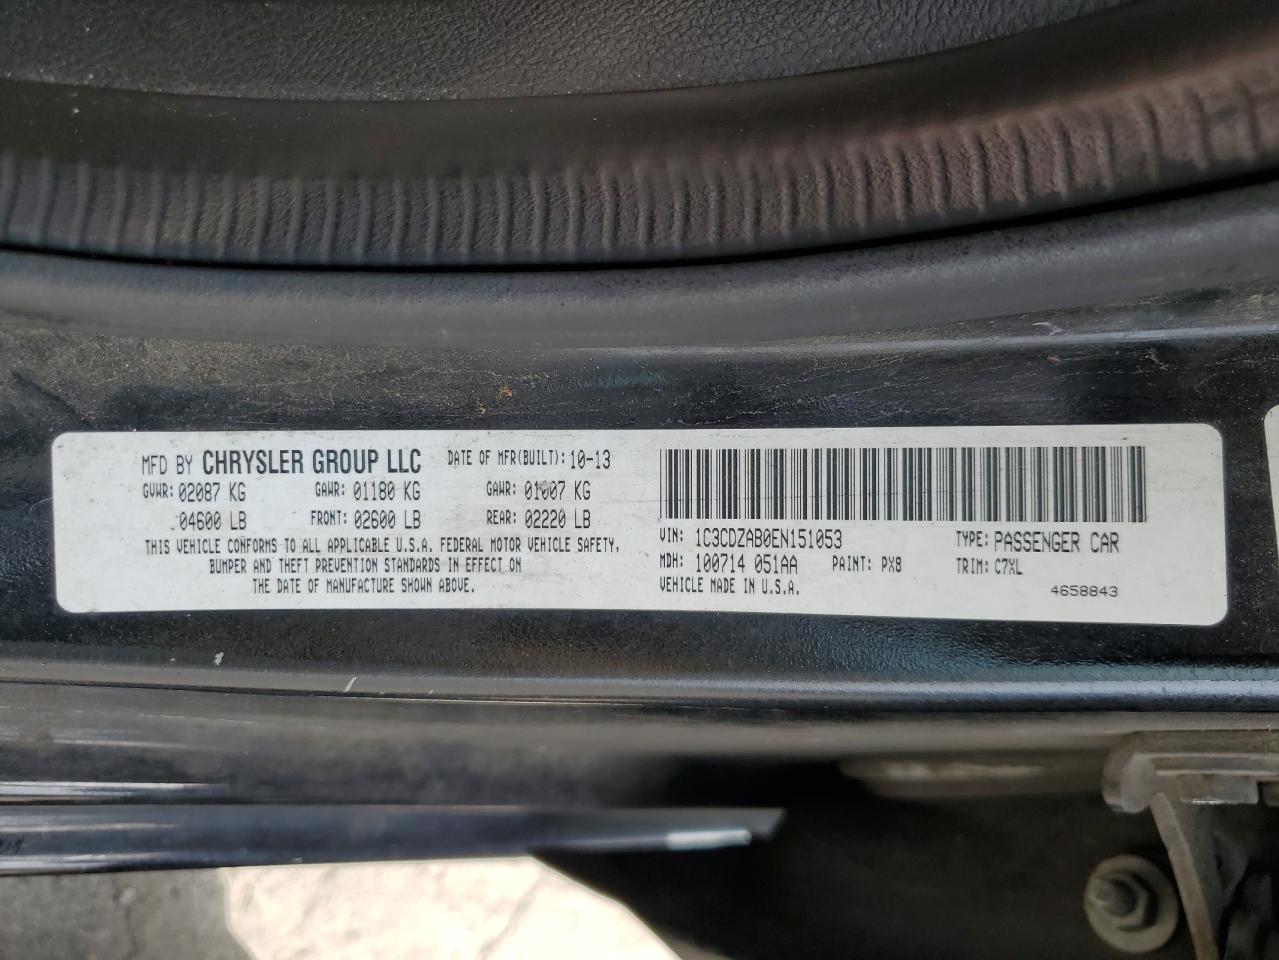 MFD BY CHRYSLER GROUP LLC DATE OF MFR(BUILT): 10-13
GVWR: 02087 KG GAWR: 01180 KG GAWR: 01007 KG
04600 LB FRONT: 02600 LB REAR: 02220 LB
THIS VEHICLE CONFORMS TO ALL APPLICABLE U.S.A. FEDERAL MOTOR VEHICLE SAFETY,
BUMPER AND THEFT PREVENTION STANDARDS IN EFFECT ON
THE DATE OF MANUFACTURE SHOWN ABOVE.
VIN: 1C3CDZAB0EN151053 TYPE: PASSENGER CAR
MDH: 100714 051AA PAINT: PX8 TRIM: C7XL
VEHICLE MADE IN U.S.A. 4658843